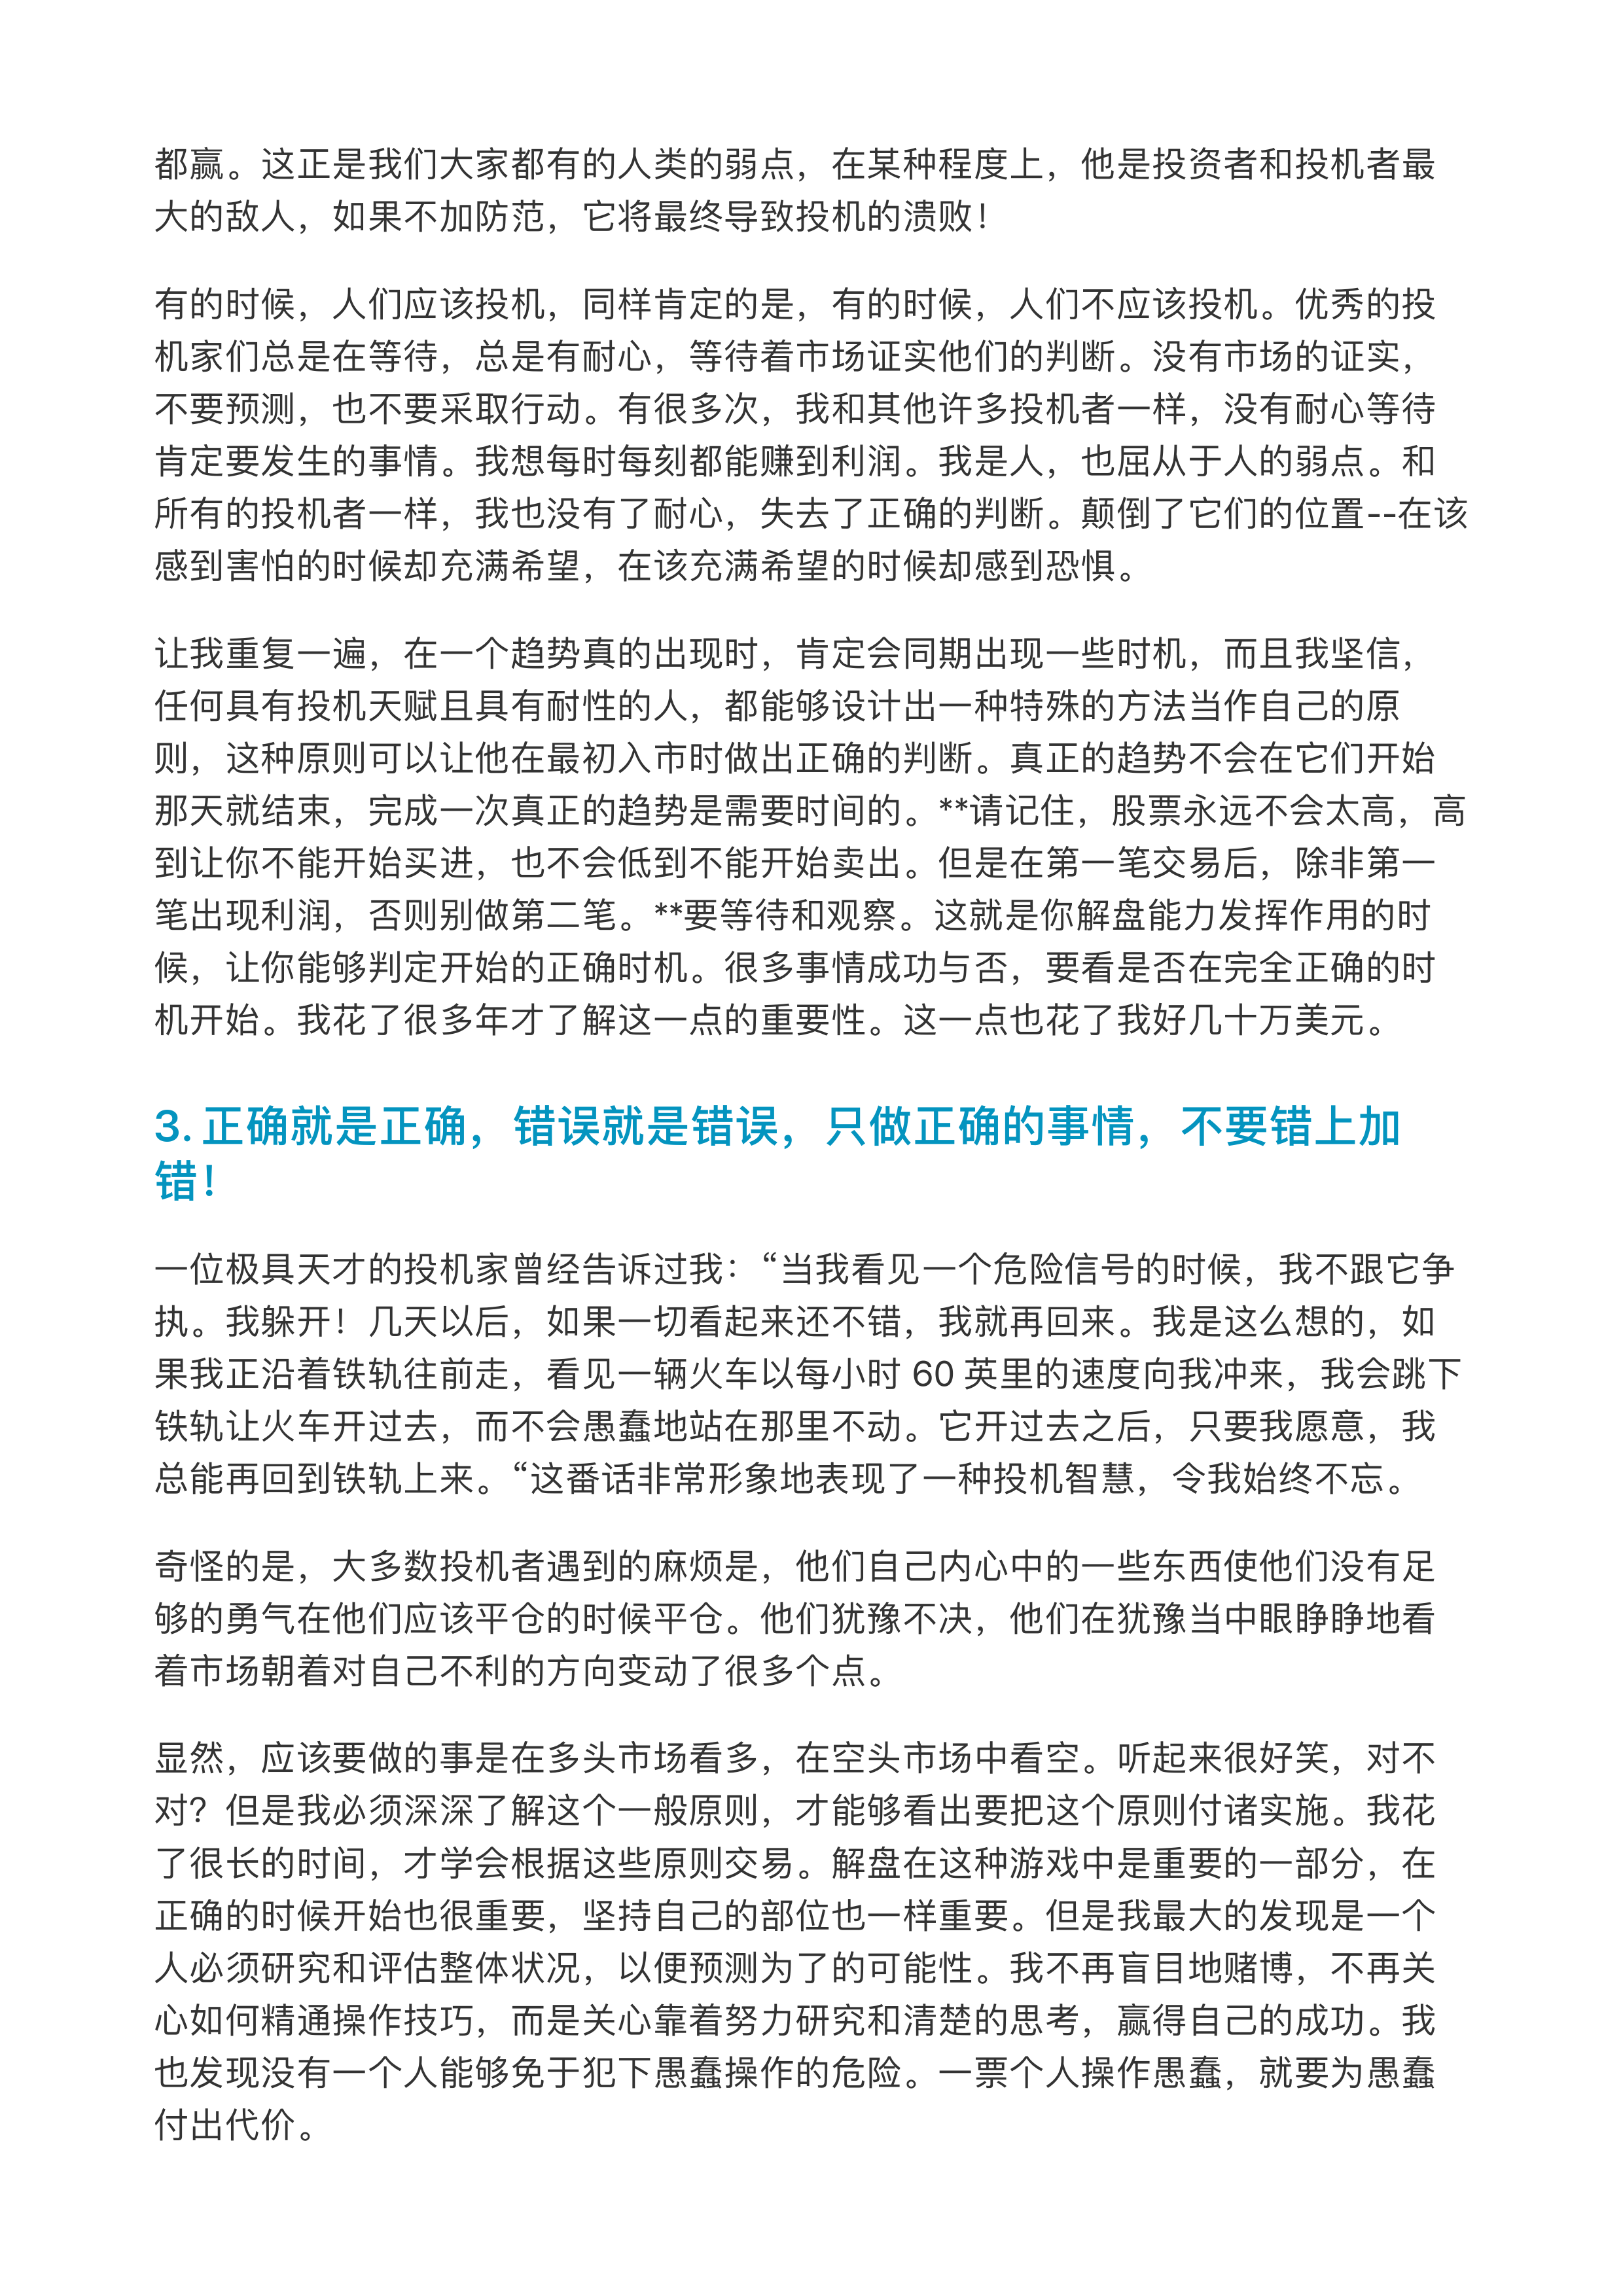 都赢。这正是我们大家都有的人类的弱点，在某种程度上，他是投资者和投机者最
大的敌人，如果不加防范，它将最终导致投机的溃败！
有的时候，人们应该投机，同样肯定的是，有的时候，人们不应该投机。优秀的投
机家们总是在等待，总是有耐心，等待着市场证实他们的判断。没有市场的证实，
不要预测，也不要采取行动。有很多次，我和其他许多投机者一样，没有耐心等待
肯定要发生的事情。我想每时每刻都能赚到利润。我是人，也屈从于人的弱点。和
所有的投机者一样，我也没有了耐心，失去了正确的判断。颠倒了它们的位置--在该
感到害怕的时候却充满希望，在该充满希望的时候却感到恐惧。
让我重复一遍，在一个趋势真的出现时，肯定会同期出现一些时机，而且我坚信，
任何具有投机天赋且具有耐性的人，都能够设计出一种特殊的方法当作自己的原
则，这种原则可以让他在最初入市时做出正确的判断。真正的趋势不会在它们开始
那天就结束，完成一次真正的趋势是需要时间的。**请记住，股票永远不会太高，高
到让你不能开始买进，也不会低到不能开始卖出。但是在第一笔交易后，除非第一
笔出现利润，否则别做第二笔。**要等待和观察。这就是你解盘能力发挥作用的时
候，让你能够判定开始的正确时机。很多事情成功与否，要看是否在完全正确的时
机开始。我花了很多年才了解这一点的重要性。这一点也花了我好几十万美元。
3. 正确就是正确，错误就是错误，只做正确的事情，不要错上加
错！
一位极具天才的投机家曾经告诉过我：“当我看见一个危险信号的时候，我不跟它争
执。我躲开！几天以后，如果一切看起来还不错，我就再回来。我是这么想的，如
果我正沿着铁轨往前走，看见一辆火车以每小时 60 英里的速度向我冲来，我会跳下
铁轨让火车开过去，而不会愚蠢地站在那里不动。它开过去之后，只要我愿意，我
总能再回到铁轨上来。“这番话非常形象地表现了一种投机智慧，令我始终不忘。
奇怪的是，大多数投机者遇到的麻烦是，他们自己内心中的一些东西使他们没有足
够的勇气在他们应该平仓的时候平仓。他们犹豫不决，他们在犹豫当中眼睁睁地看
着市场朝着对自己不利的方向变动了很多个点。
显然，应该要做的事是在多头市场看多，在空头市场中看空。听起来很好笑，对不
对？但是我必须深深了解这个一般原则，才能够看出要把这个原则付诸实施。我花
了很长的时间，才学会根据这些原则交易。解盘在这种游戏中是重要的一部分，在
正确的时候开始也很重要，坚持自己的部位也一样重要。但是我最大的发现是一个
人必须研究和评估整体状况，以便预测为了的可能性。我不再盲目地赌博，不再关
心如何精通操作技巧，而是关心靠着努力研究和清楚的思考，赢得自己的成功。我
也发现没有一个人能够免于犯下愚蠢操作的危险。一票个人操作愚蠢，就要为愚蠢
付出代价。